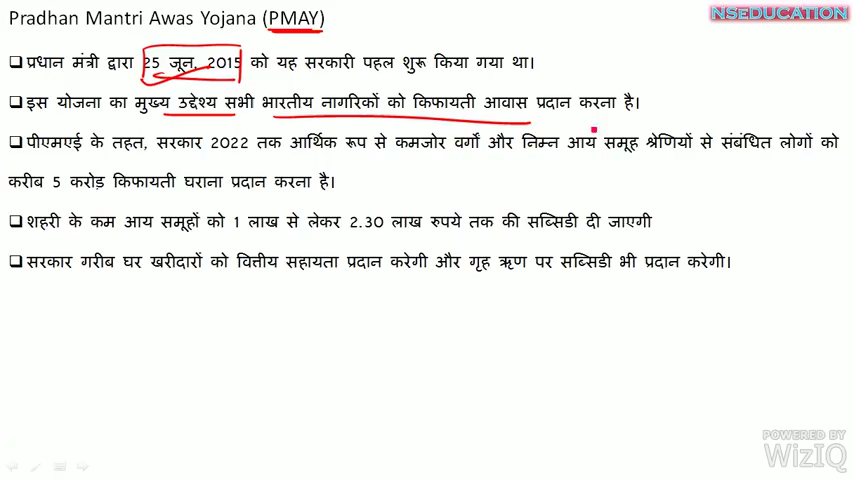 Pradhan Mantri Awas Yojana (PMAY)
NSEDUCATION
❑प्रधान मंत्री द्वारा 25 जून, 2015 को यह सरकारी पहल शुरू किया गया था।
❑इस योजना का मुख्य उद्देश्य सभी भारतीय नागरिकों को किफायती आवास प्रदान करना है।
❑पीएमएई के तहत, सरकार 2022 तक आर्थिक रूप से कमजोर वर्गों और निम्न आय समूह श्रेणियों से संबंधित लोगों को
करीब 5 करोड़ किफायती घराना प्रदान करना है।
❑शहरी के कम आय समूहों को 1 लाख से लेकर 2.30 लाख रुपये तक की सब्सिडी दी जाएगी
❑सरकार गरीब घर खरीदारों को वित्तीय सहायता प्रदान करेगी और गृह ऋण पर सब्सिडी भी प्रदान करेगी।
POWERED BY
WizIQ